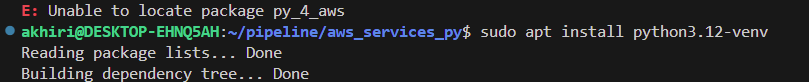 E: Unable to locate package py_4_aws
akhiri@DESKTOP-EHNQ5AH:~/pipeline/aws_services_py$ sudo apt install python3.12-venv
Reading package lists... Done
Building dependency tree... Done